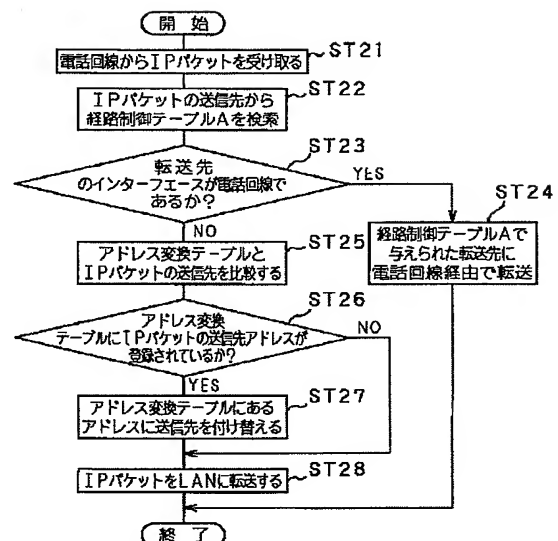 開 始
電話回線からIPパケットを受け取る
ST21
IPパケットの送信先から
経路制御テーブルAを検索
ST22
ST23
転送先
のインターフェースが電話回線で
あるか?
YES
ST24
経路制御テーブルAで
与えられた転送先に
電話回線経由で転送
NO
ST25
アドレス変換テーブルと
IPパケットの送信先を比較する
ST26
アドレス変換
テーブルにIPパケットの送信先アドレスが
登録されているか?
NO
YES
ST27
アドレス変換テーブルにある
アドレスに送信先を付け替える
ST28
IPパケットをLANに転送する
終 了